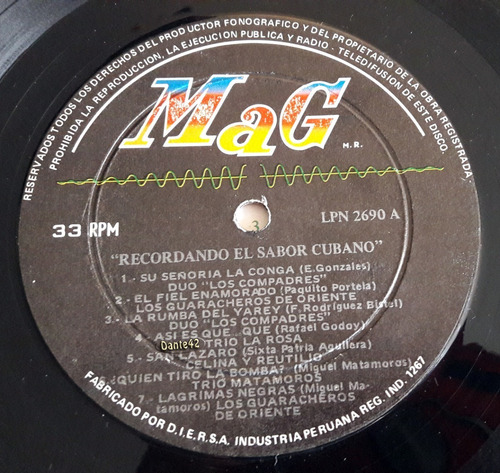 RESERVADOS TODOS LOS DERECHOS DEL PRODUCTOR FONOGRAFICO Y DEL PROPIETARIO DE LA OBRA REGISTRADA
PROHIBIDA LA REPRODUCCION, LA EJECUCION PUBLICA Y RADIO - TELEDIFUSION DE ESTE DISCO.
MaG
M.R.
33 RPM
3
LPN 2690 A
"RECORDANDO EL SABOR CUBANO"
1.- SU SEÑORIA LA CONGA (E.Gonzales)
DUO "LOS COMPADRES"
2.- EL FIEL ENAMORADO (Paquito Portela)
LOS GUARACHEROS DE ORIENTE
3.- LA RUMBA DEL YAREY (F. Rodríguez Bistel)
DUO "LOS COMPADRES"
4.- ASI ES QUE.. QUE (Rafael Godoy)
TRIO LA ROSA
Dante42
5.- SAN LAZARO (Sixta Patria Aguilera)
CELINA Y REUTILIO
¿QUIEN TIRO LA BOMBA? (Miguel Matamoros)
TRIO MATAMOROS
7.- LAGRIMAS NEGRAS (Miguel Ma-
tamoros) LOS GUARACHEROS
DE ORIENTE
FABRICADO POR D.I.E.R.S.A. INDUSTRIA PERUANA REG. IND. 1267